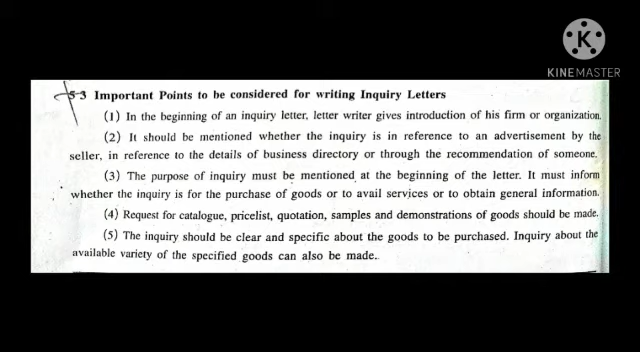 K
KINEMASTER
5·3 Important Points to be considered for writing Inquiry Letters
(1) In the beginning of an inquiry letter, letter writer gives introduction of his firm or organization.
(2) It should be mentioned whether the inquiry is in reference to an advertisement by the
seller, in reference to the details of business directory or through the recommendation of someone.
(3) The purpose of inquiry must be mentioned at the beginning of the letter. It must inform
whether the inquiry is for the purchase of goods or to avail services or to obtain general information.
(4) Request for catalogue, pricelist, quotation, samples and demonstrations of goods should be made.
(5) The inquiry should be clear and specific about the goods to be purchased. Inquiry about the
available variety of the specified goods can also be made..